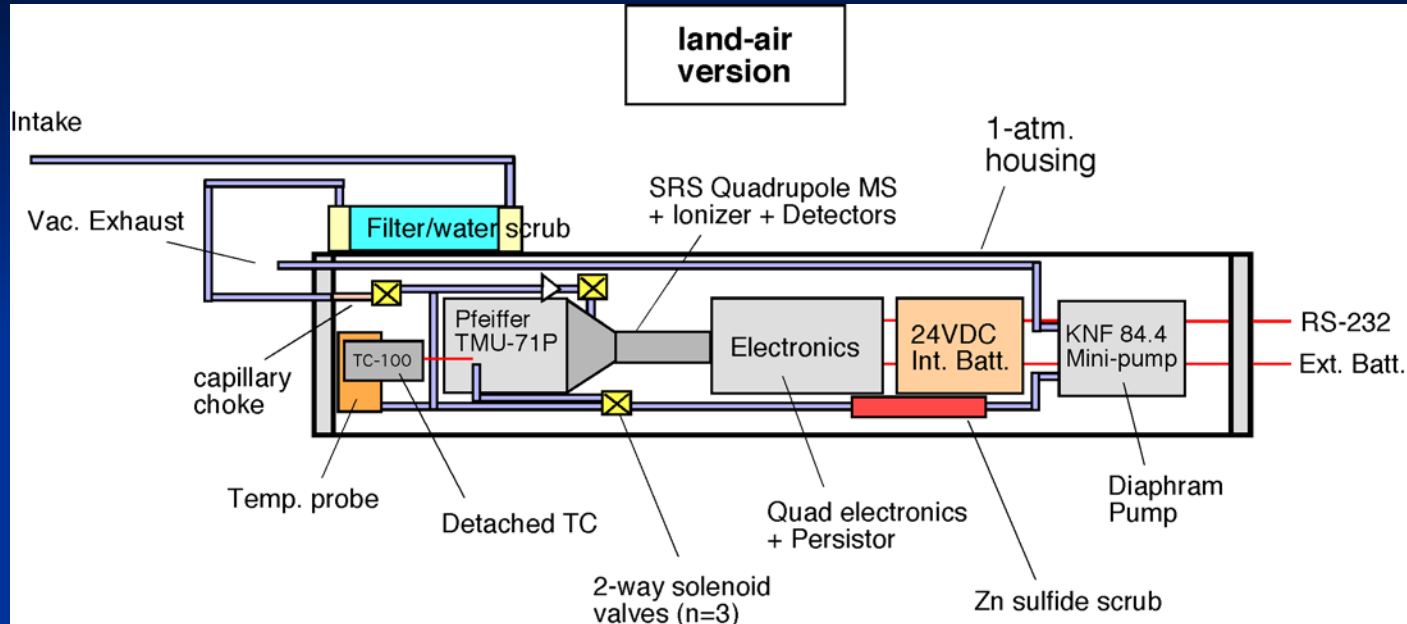 land-air
version
Intake
1-atm.
housing
SRS Quadrupole MS
+ Ionizer + Detectors
Vac. Exhaust
Filter/water scrub
Pfeiffer
TMU-71P
TC-100
Electronics
24VDC
Int. Batt.
KNF 84.4
Mini-pump
RS-232
Ext. Batt.
capillary
choke
Temp. probe
Detached TC
Quad electronics
+ Persistor
Diaphram
Pump
2-way solenoid
valves (n=3)
Zn sulfide scrub